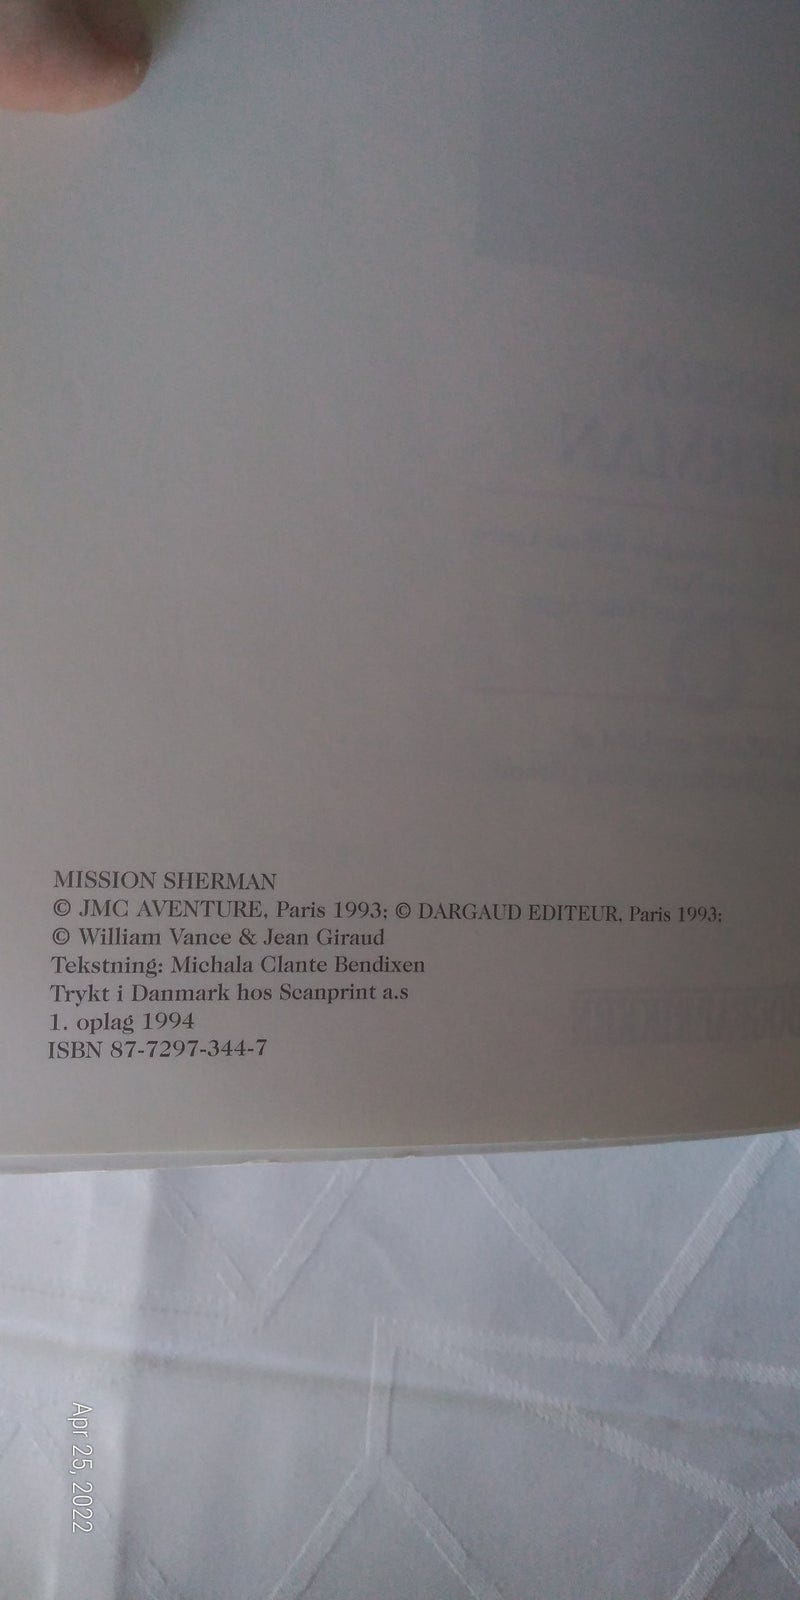 MISSION SHERMAN
© JMC AVENTURE, Paris 1993; © DARGAUD EDITEUR, Paris 1993;
© William Vance & Jean Giraud
Tekstning: Michala Clante Bendixen
Trykt i Danmark hos Scanprint a.s
1. oplag 1994
ISBN 87-7297-344-7
Apr 25, 2022